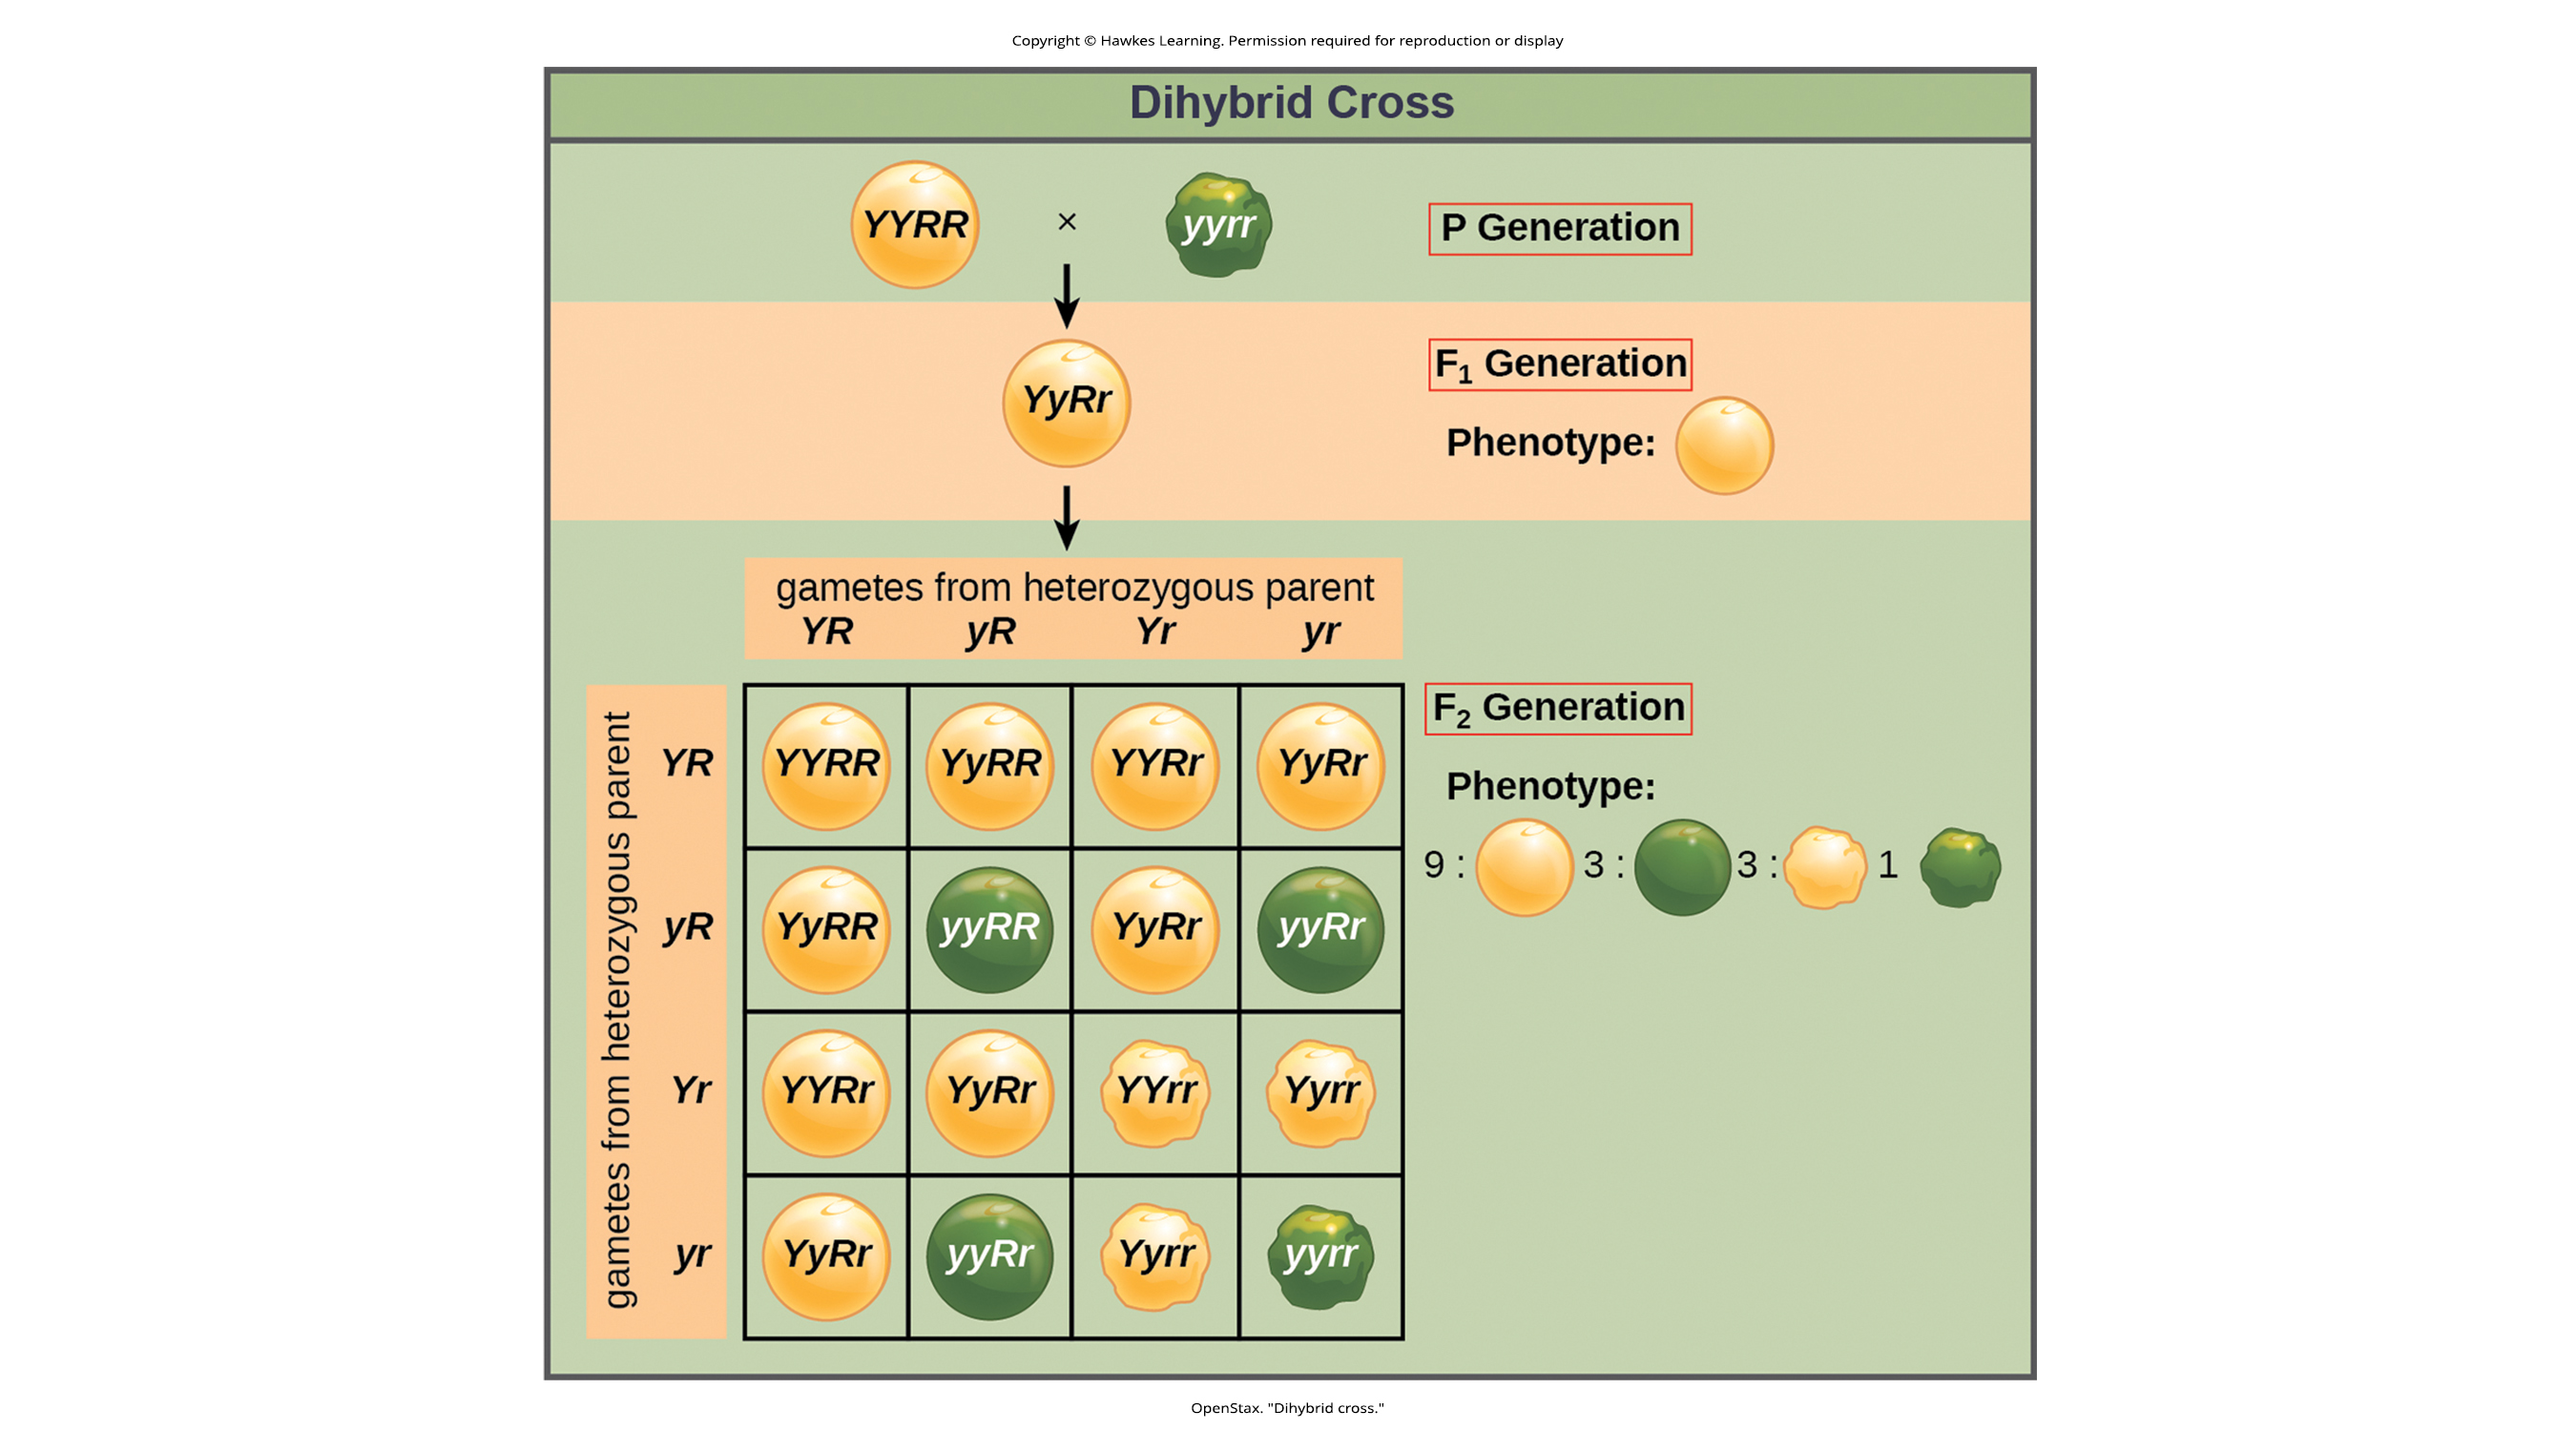 Copyright © Hawkes Learning. Permission required for reproduction or display
Dihybrid Cross
YYRR × yyrr
P Generation
YyRr
F₁ Generation
Phenotype:
gametes from heterozygous parent
YR yR Yr yr
gametes from heterozygous parent
YR YYRR YyRR YYRr YyRr
yR YyRR yyRR YyRr yyRr
Yr YYRr YyRr YYrr Yyrr
yr YyRr yyRr Yyrr yyrr
F₂ Generation
Phenotype:
9 : 3 : 3 : 1
OpenStax. "Dihybrid cross."